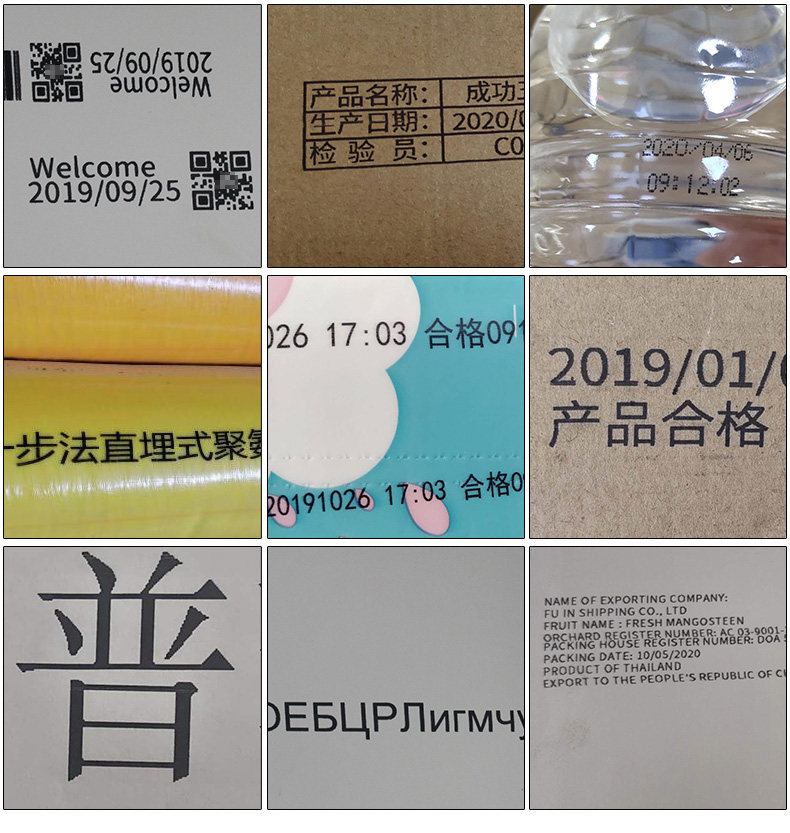 2019/09/25
Welcome
Welcome
2019/09/25
产品名称： 成功
生产日期： 2020/0
检 验 员： C0
2020/04/06
09:12:02
一步法直埋式聚氨
026 17:03 合格091
20191026 17:03 合格0
2019/01/0
产品合格
普
ОЕБЦРЛигмчу
NAME OF EXPORTING COMPANY:
FU IN SHIPPING CO., LTD
FRUIT NAME : FRESH MANGOSTEEN
ORCHARD REGISTER NUMBER: AC 03-9001-
PACKING HOUSE REGISTER NUMBER: DOA
PACKING DATE: 10/05/2020
PRODUCT OF THAILAND
EXPORT TO THE PEOPLE'S REPUBLIC OF